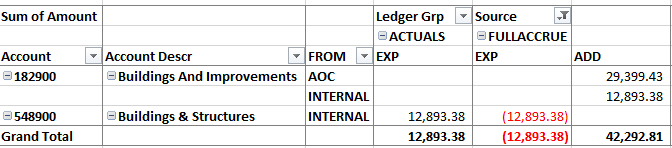 Sum of Amount Ledger Grp Source
ACTUALS FULLACCRUE
Account Account Descr FROM EXP EXP ADD
182900 Buildings And Improvements AOC 29,399.43
INTERNAL 12,893.38
548900 Buildings & Structures INTERNAL 12,893.38 (12,893.38)
Grand Total 12,893.38 (12,893.38) 42,292.81